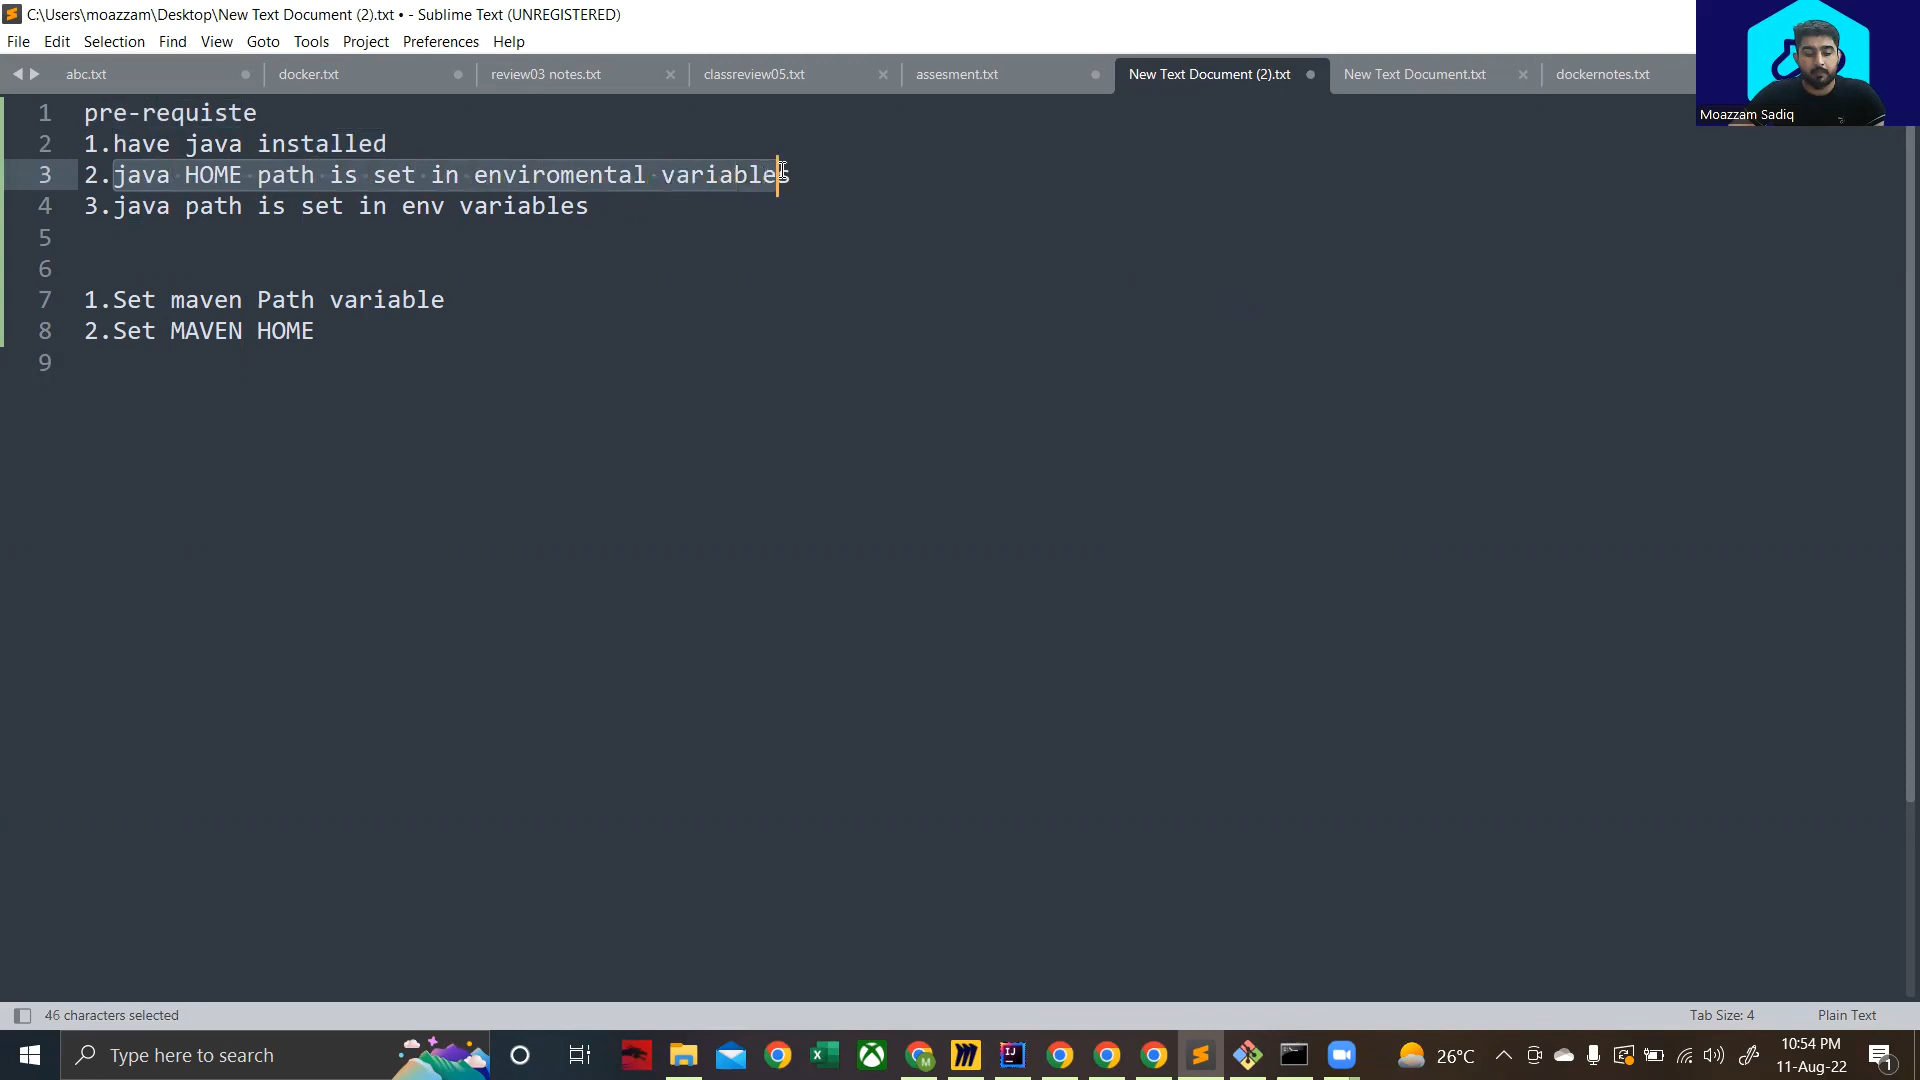 C:\Users\moazzam\Desktop\New Text Document (2).txt • - Sublime Text (UNREGISTERED)
File Edit Selection Find View Goto Tools Project Preferences Help
abc.txt docker.txt review03 notes.txt classreview05.txt assesment.txt New Text Document (2).txt New Text Document.txt dockernotes.txt
Moazzam Sadiq
1 pre-requiste
2 1.have java installed
3 2.java HOME path is set in enviromental variables
4 3.java path is set in env variables
5
6
7 1.Set maven Path variable
8 2.Set MAVEN HOME
9
46 characters selected Tab Size: 4 Plain Text
Type here to search 26°C 10:54 PM
11-Aug-22 1